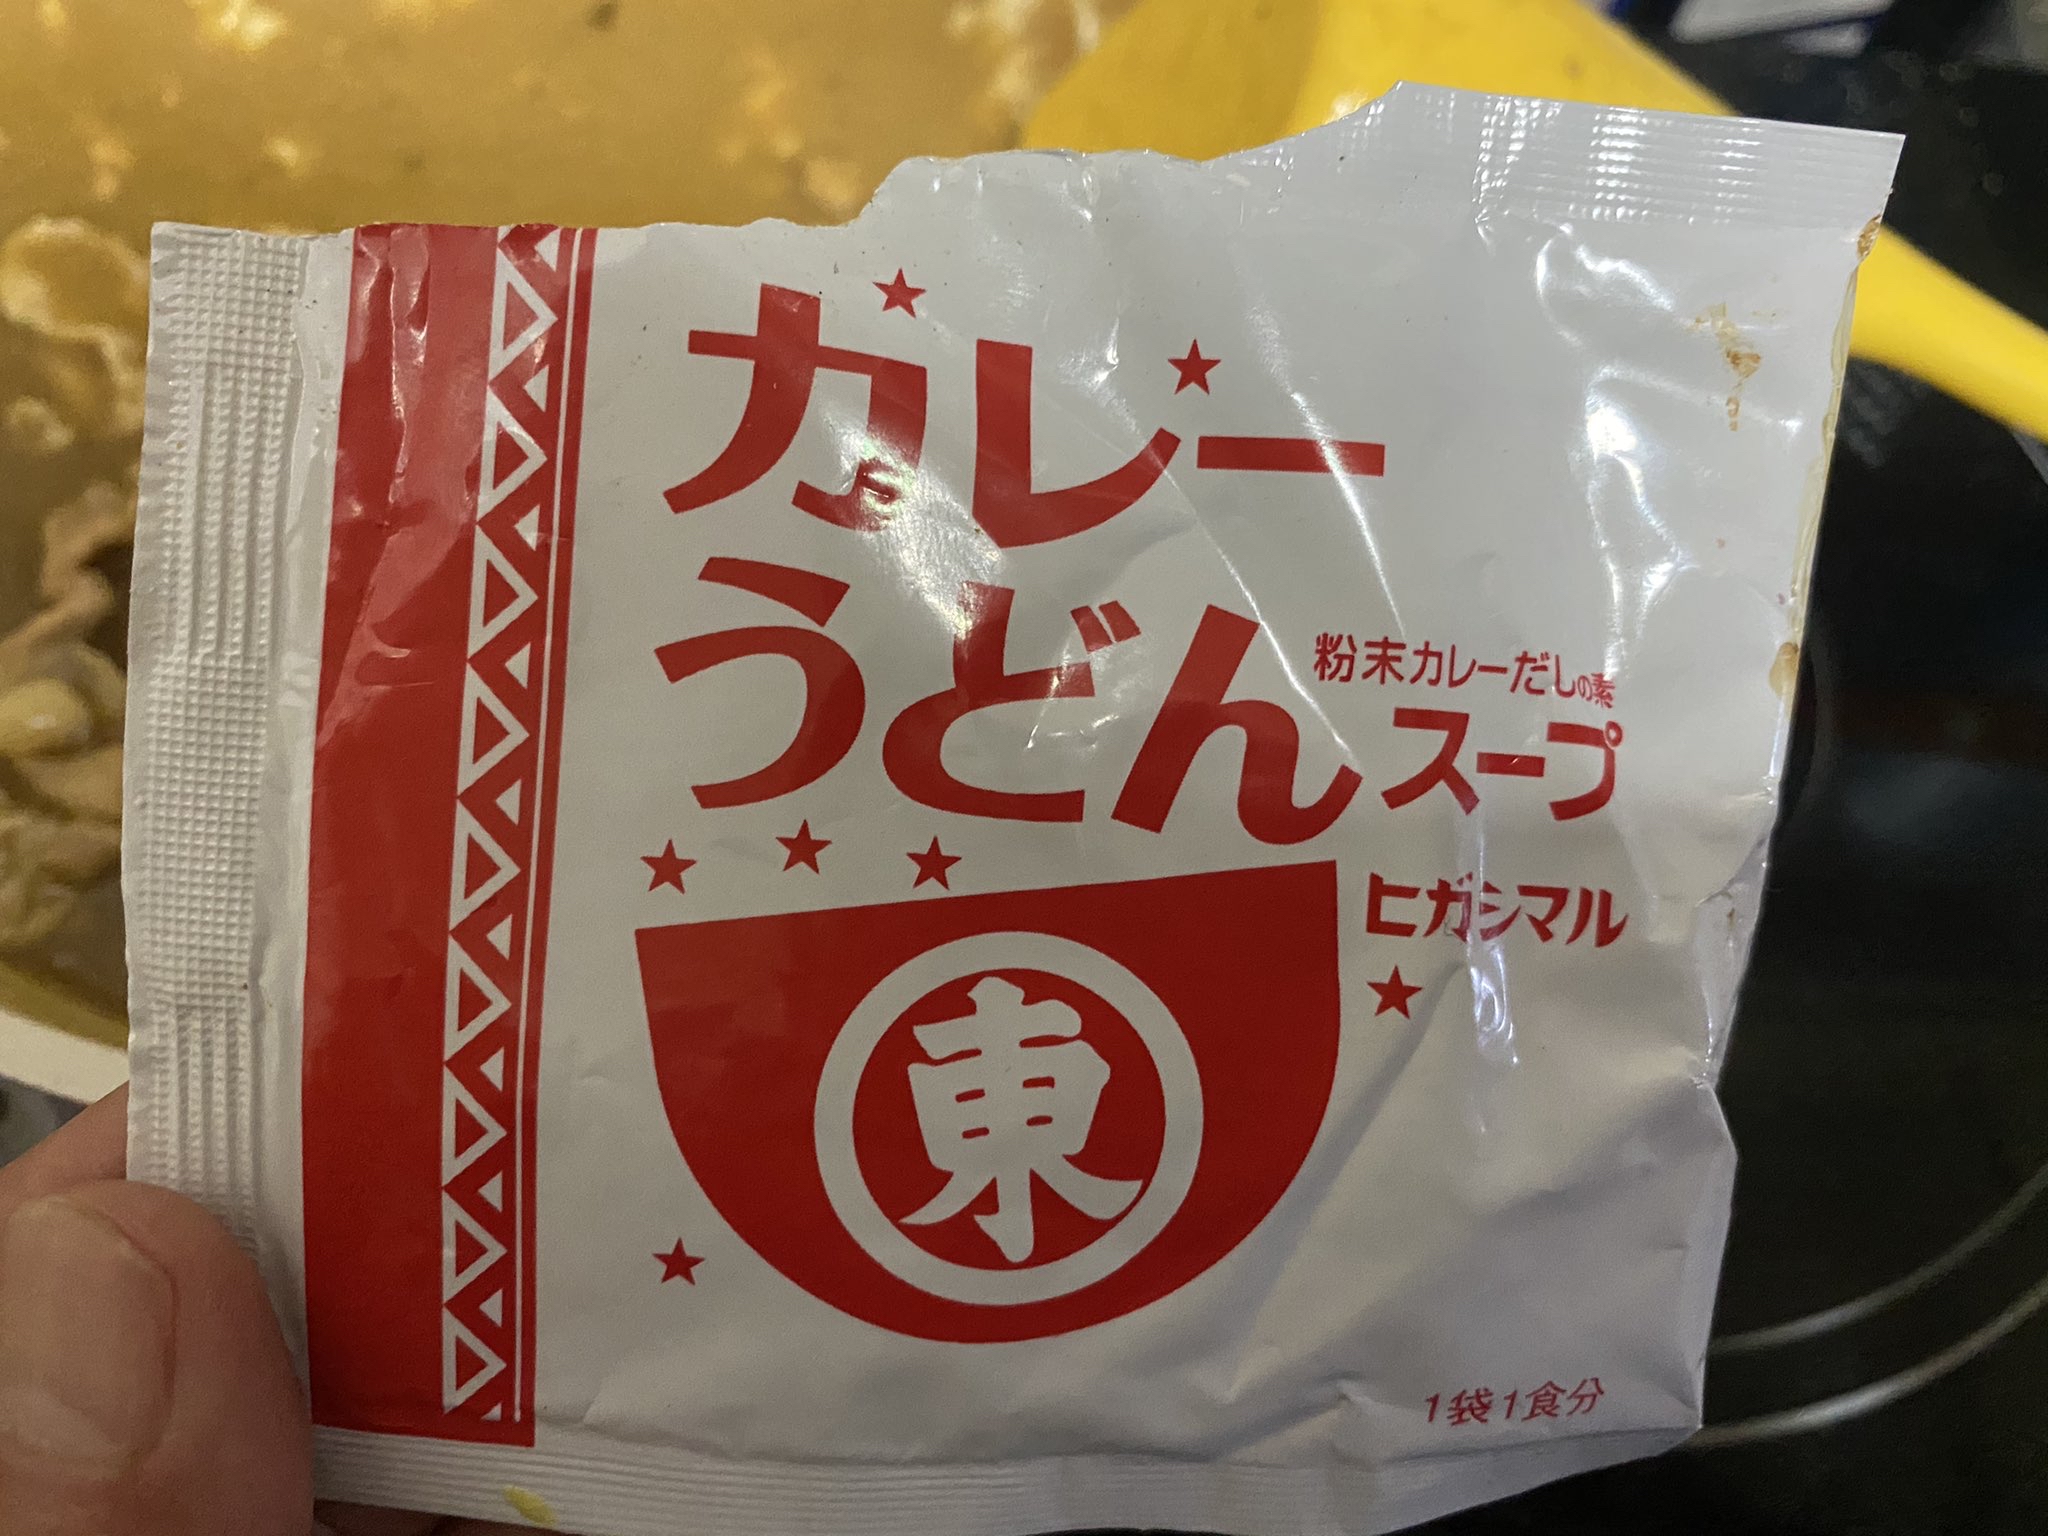 カレー
うどん
粉末カレーだしの素
スープ
ヒガシマル
東
1袋1食分